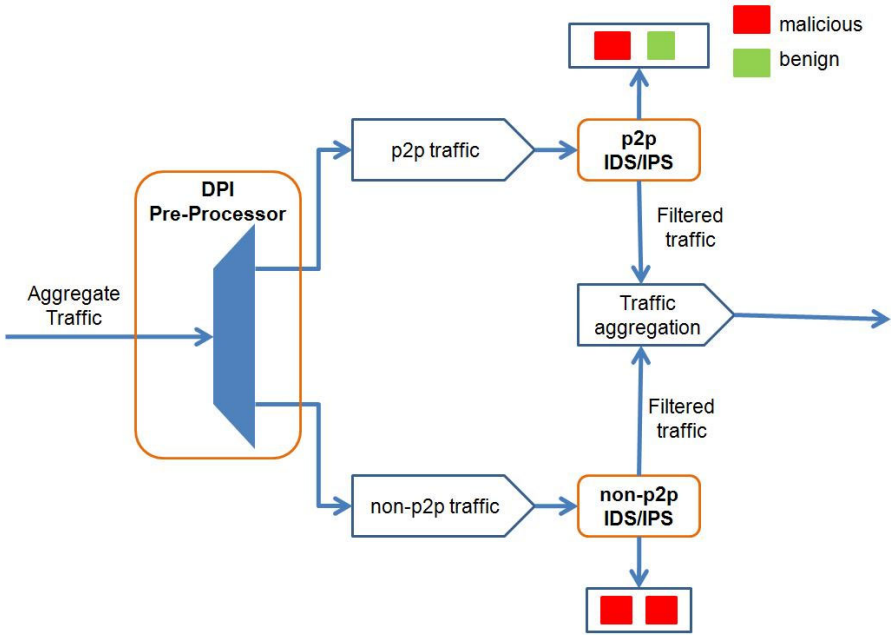 malicious
benign
p2p traffic
p2p
IDS/IPS
DPI
Pre-Processor
Filtered
traffic
Aggregate
Traffic
Traffic
aggregation
Filtered
traffic
non-p2p traffic
non-p2p
IDS/IPS